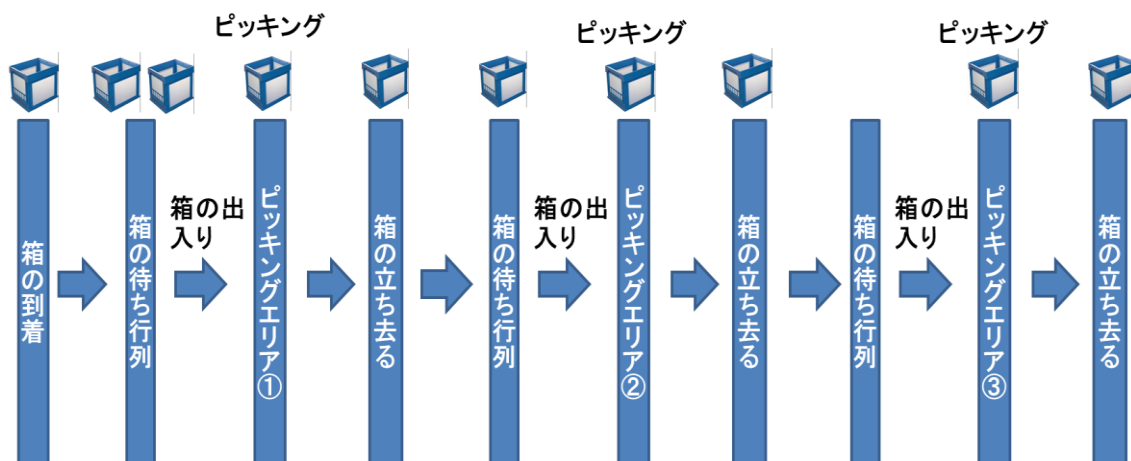 ピッキング
ピッキング
ピッキング
箱の到着
箱の待ち行列
箱の出
入り
ピッキングエリア①
箱の立ち去る
箱の待ち行列
箱の出
入り
ピッキングエリア②
箱の立ち去る
箱の待ち行列
箱の出
入り
ピッキングエリア③
箱の立ち去る